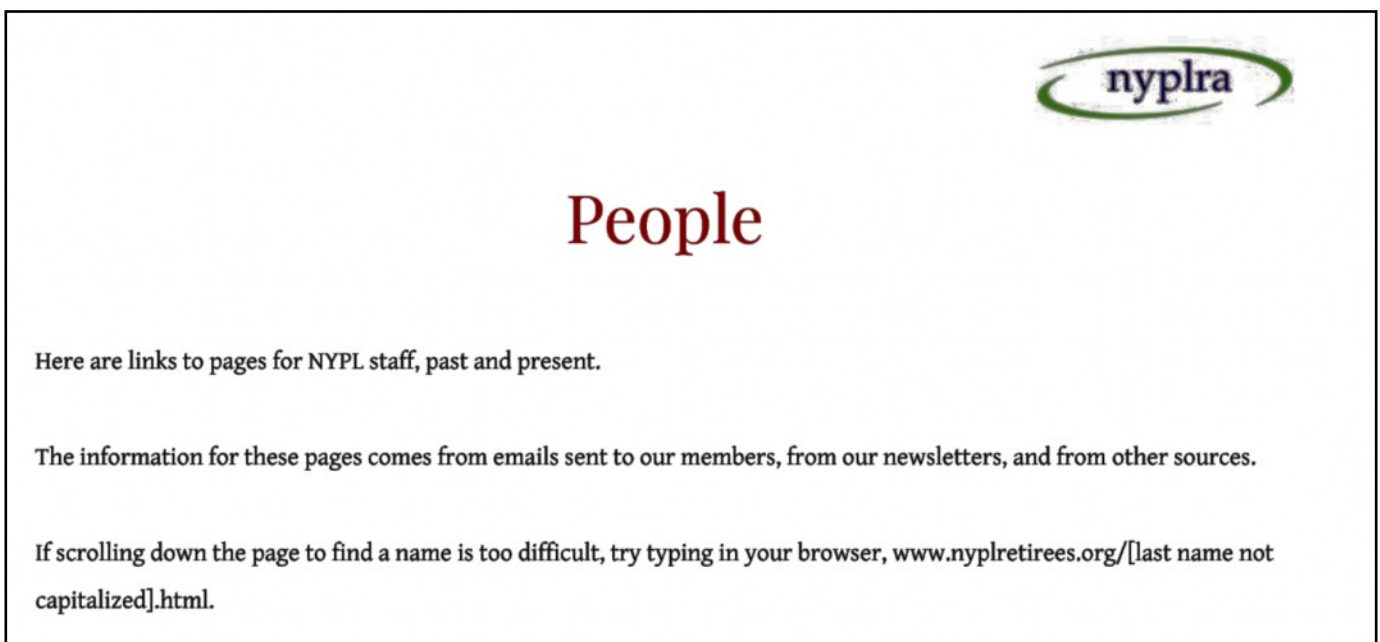 nyplra
People
Here are links to pages for NYPL staff, past and present.
The information for these pages comes from emails sent to our members, from our newsletters, and from other sources.
If scrolling down the page to find a name is too difficult, try typing in your browser, www.nyplretirees.org/[last name not
capitalized].html.